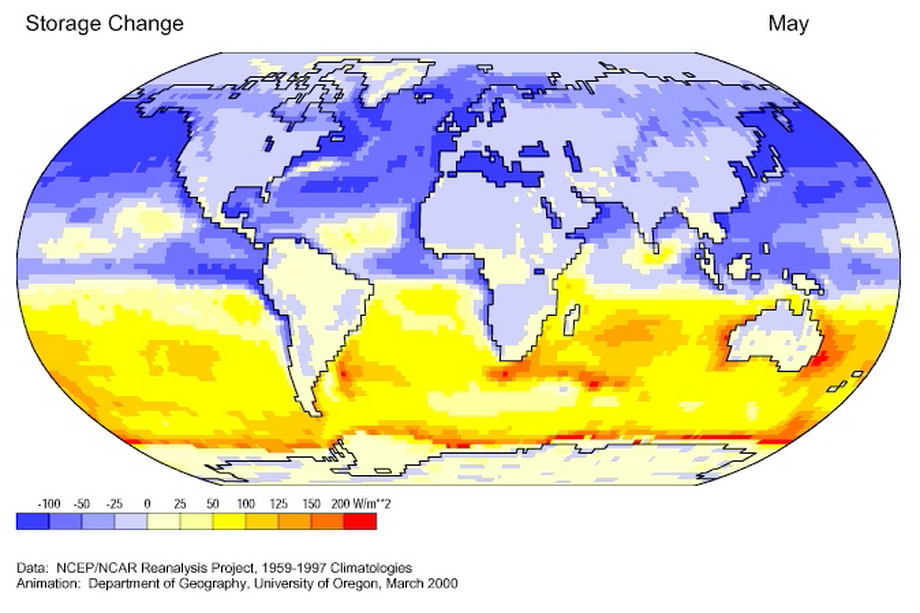 Storage Change
May
-100 -50 -25 0 25 50 100 125 150 200 W/m**2
Data: NCEP/NCAR Reanalysis Project, 1959-1997 Climatologies
Animation: Department of Geography, University of Oregon, March 2000